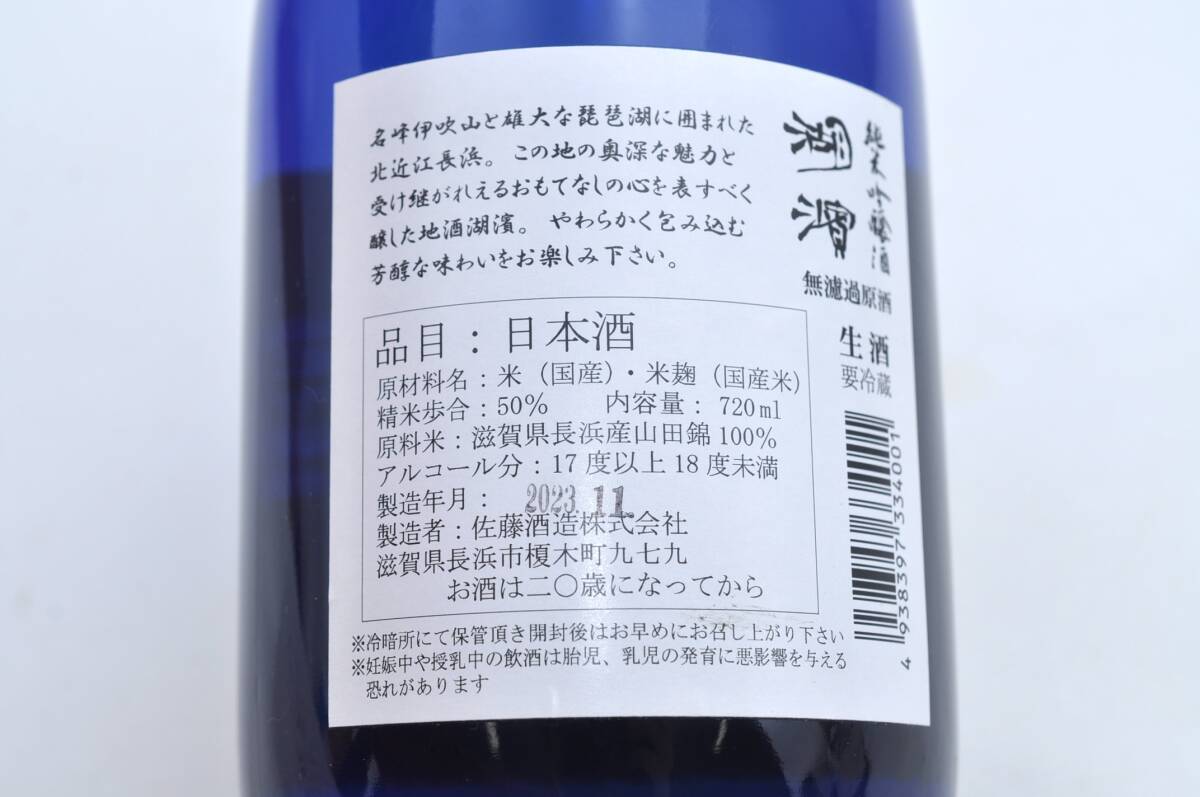 純米吟醸酒
湖濱
無濾過原酒
生酒
要冷蔵
名峰伊吹山と雄大な琵琶湖に囲まれた
北近江長浜。この地の奥深な魅力と
受け継がれえるおもてなしの心を表すべく
醸した地酒湖濱。やわらかく包み込む
芳醇な味わいをお楽しみ下さい。
品目：日本酒
原材料名：米（国産）・米麹（国産米）
精米歩合：50% 内容量：720ml
原料米：滋賀県長浜産山田錦100%
アルコール分：17度以上18度未満
製造年月：2023.11
製造者：佐藤酒造株式会社
滋賀県長浜市榎木町九七九
お酒は二〇歳になってから
※冷暗所にて保管頂き開封後はお早めにお召し上がり下さい
※妊娠中や授乳中の飲酒は胎児、乳児の発育に悪影響を与える
恐れがあります
4 938397 334001